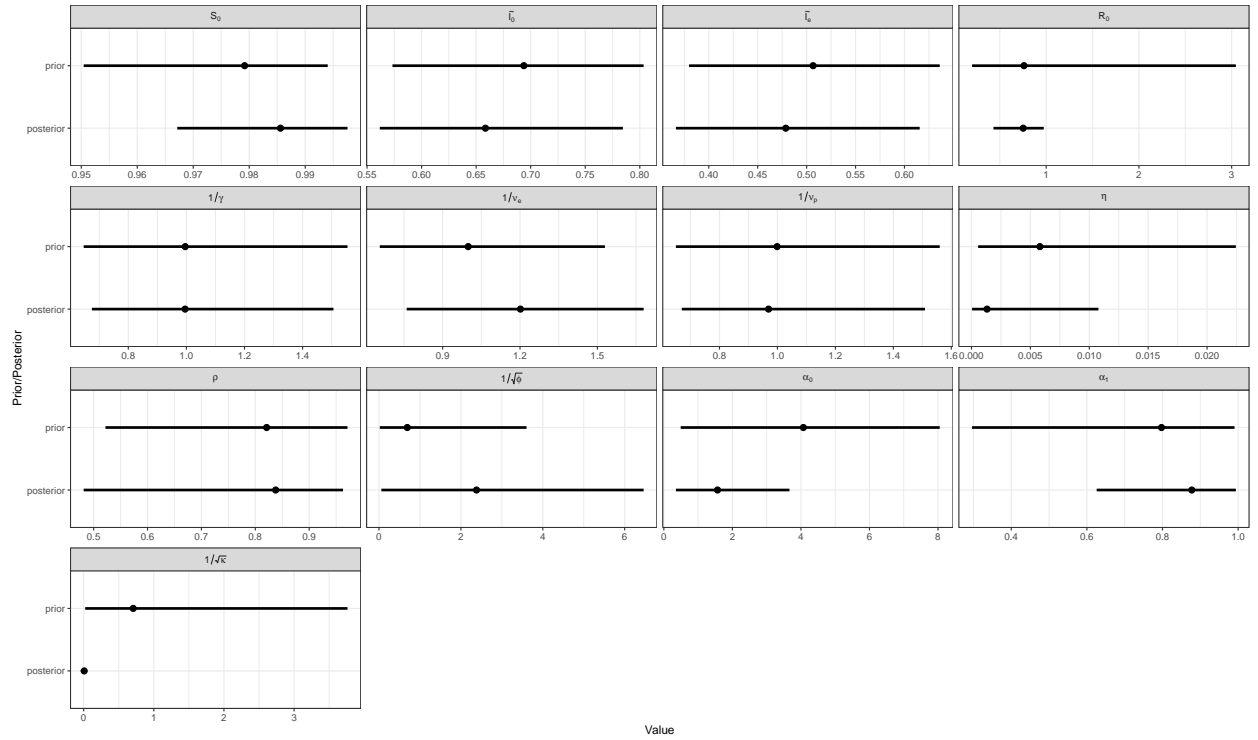 S₀ Ĩ₀ Ĩₑ R₀
prior
posterior
0.95 0.96 0.97 0.98 0.99 0.55 0.60 0.65 0.70 0.75 0.80 0.40 0.45 0.50 0.55 0.60 1 2 3
1/γ 1/νₑ 1/νₚ η
prior
posterior
0.8 1.0 1.2 1.4 0.9 1.2 1.5 0.8 1.0 1.2 1.4 1.6 0.000 0.005 0.010 0.015 0.020
ρ 1/√ϕ α₀ α₁
prior
posterior
0.5 0.6 0.7 0.8 0.9 0 2 4 6 0 2 4 6 8 0.4 0.6 0.8 1.0
1/√κ
prior
posterior
0 1 2 3
Prior/Posterior
Value